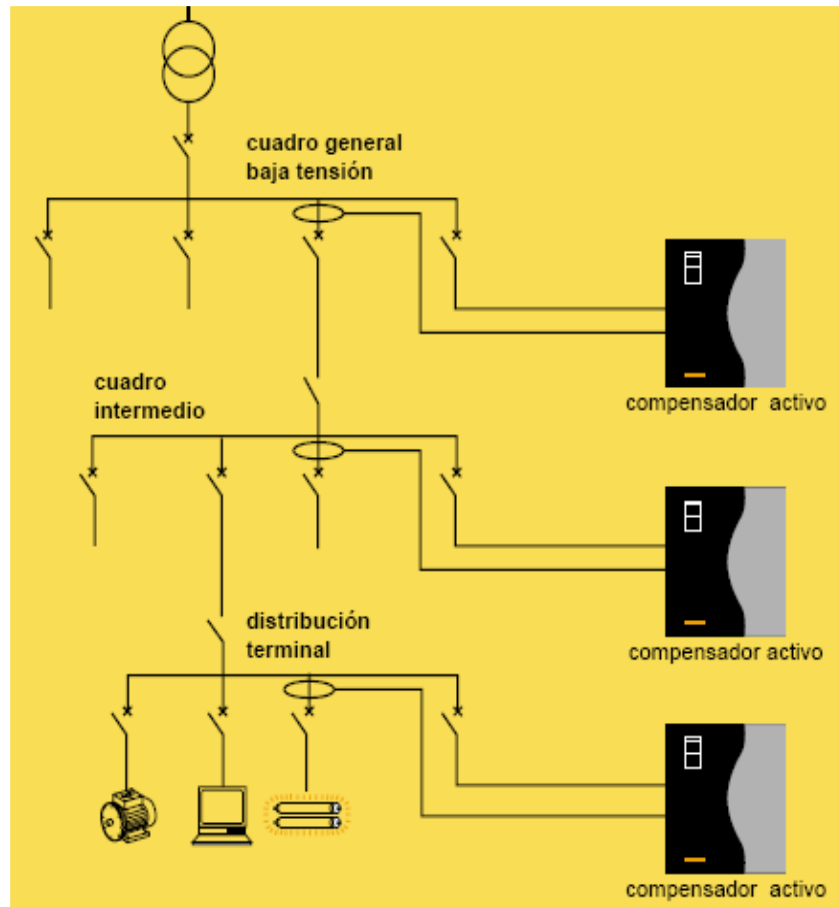 cuadro general
baja tensión
compensador activo
cuadro
intermedio
compensador activo
distribución
terminal
compensador activo